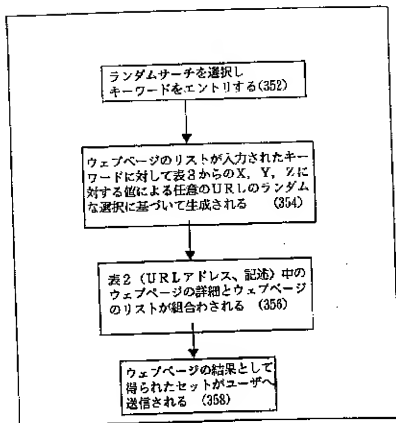 ランダムサーチを選択し
キーワードをエントリする(352)
ウェブページのリストが入力されたキー
ワードに対して表3からのX, Y, Zに
対する値による任意のURLのランダム
な選択に基づいて生成される (354)
表2 (URLアドレス、記述) 中の
ウェブページの詳細とウェブページ
のリストが組合わされる (356)
ウェブページの結果として
得られたセットがユーザへ
送信される (358)